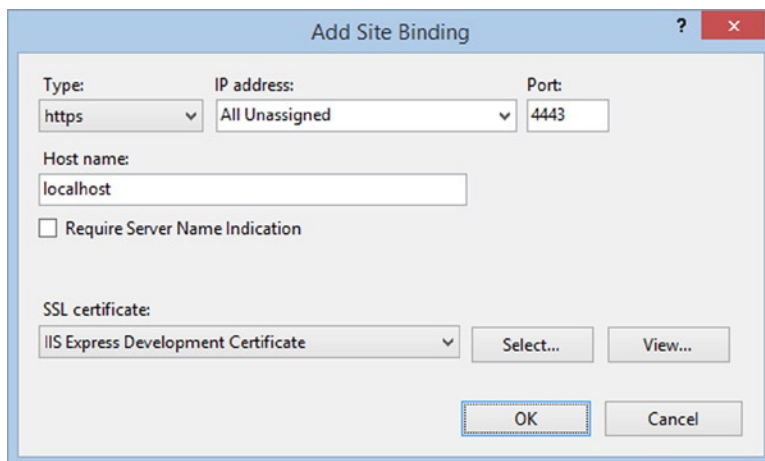 Add Site Binding
?
Type:
IP address:
Port:
https
All Unassigned
4443
Host name:
localhost
Require Server Name Indication
SSL certificate:
IIS Express Development Certificate
Select...
View...
OK
Cancel